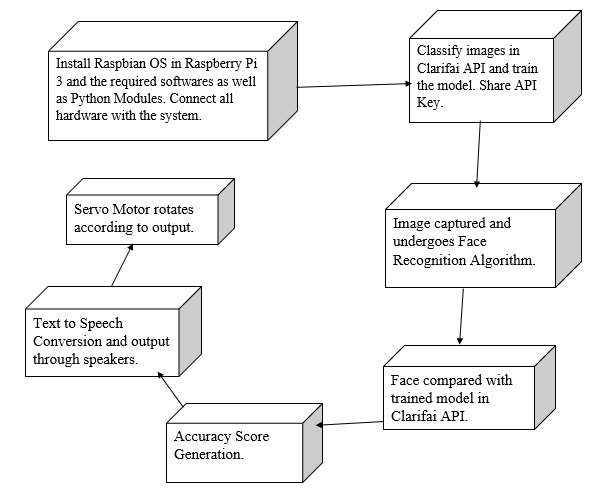 Install Raspbian OS in Raspberry Pi
3 and the required softwares as well
as Python Modules. Connect all
hardware with the system.
Classify images in
Clarifai API and train
the model. Share API
Key.
Image captured and
undergoes Face
Recognition Algorithm.
Face compared with
trained model in
Clarifai API.
Accuracy Score
Generation.
Text to Speech
Conversion and output
through speakers.
Servo Motor rotates
according to output.